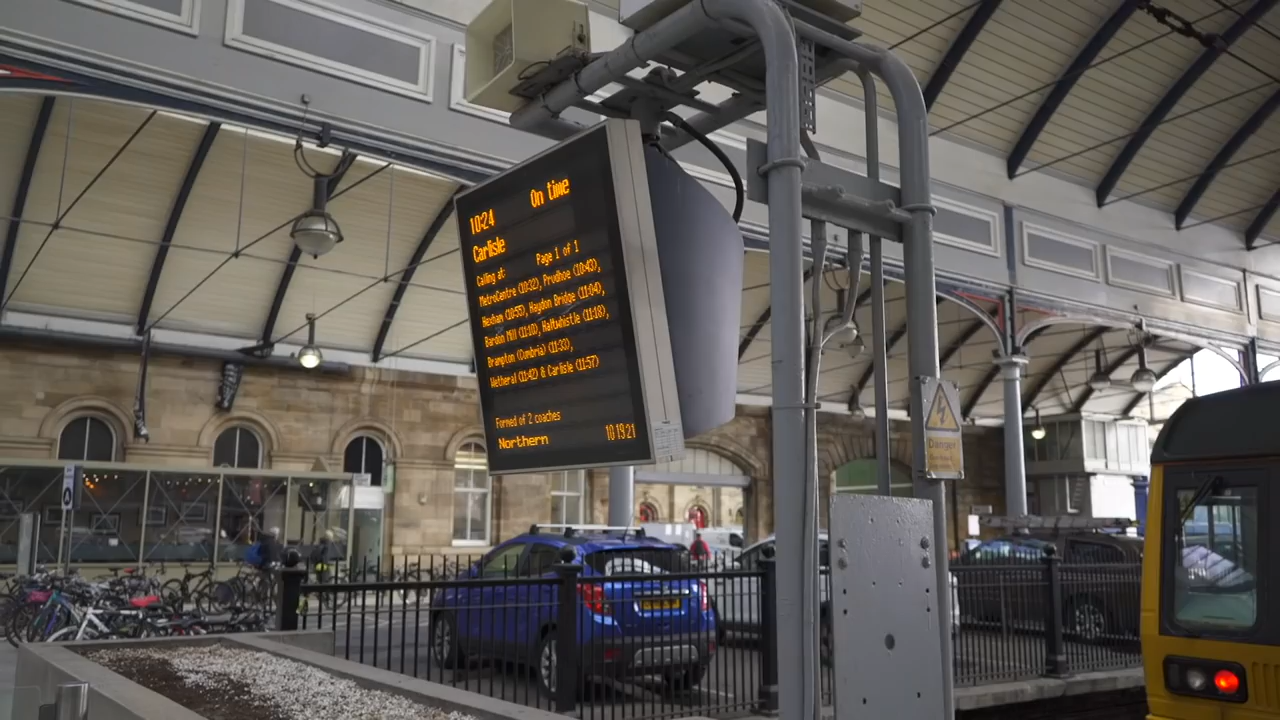 10:24 On time
Carlisle
Calling at: Page 1 of 1
MetroCentre (10:32), Prudhoe (10:43),
Hexham (10:55), Haydon Bridge (11:04),
Bardon Mill (11:10), Haltwhistle (11:18),
Brampton (Cumbria) (11:33),
Wetheral (11:42) & Carlisle (11:57)
Formed of 2 coaches
Northern 10:19:21
Danger